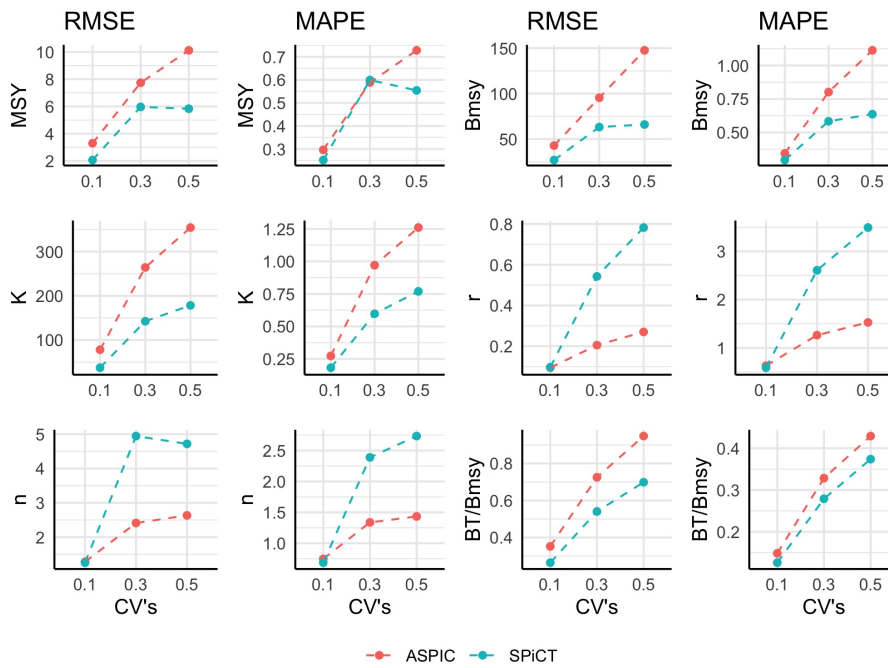 RMSE MAPE RMSE MAPE
MSY 10 8 6 4 2 0.1 0.3 0.5
MSY 0.7 0.6 0.5 0.4 0.3 0.1 0.3 0.5
Bmsy 150 100 50 0.1 0.3 0.5
Bmsy 1.00 0.75 0.50 0.1 0.3 0.5
K 300 200 100 0.1 0.3 0.5
K 1.25 1.00 0.75 0.50 0.25 0.1 0.3 0.5
r 0.8 0.6 0.4 0.2 0.1 0.3 0.5
r 3 2 1 0.1 0.3 0.5
n 5 4 3 2 0.1 0.3 0.5
n 2.5 2.0 1.5 1.0 0.1 0.3 0.5
BT/Bmsy 0.8 0.6 0.4 0.1 0.3 0.5
BT/Bmsy 0.4 0.3 0.2 0.1 0.3 0.5
CV's CV's CV's CV's
ASPIC SPiCT